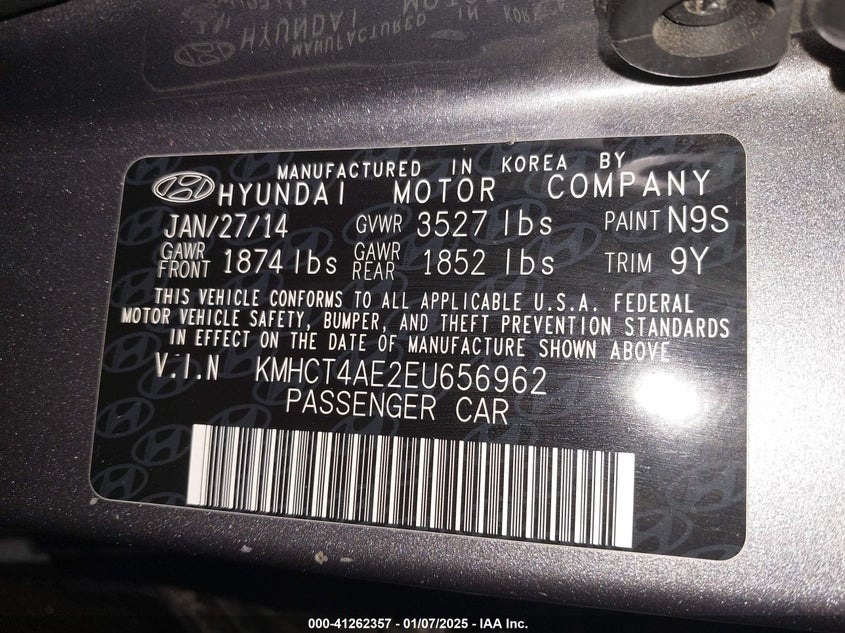 MANUFACTURED IN KOREA BY
HYUNDAI MOTOR COMPANY
JAN/27/14 GVWR 3527 lbs PAINT N9S
GAWR FRONT 1874 lbs GAWR REAR 1852 lbs TRIM 9Y
THIS VEHICLE CONFORMS TO ALL APPLICABLE U.S.A. FEDERAL
MOTOR VEHICLE SAFETY, BUMPER, AND THEFT PREVENTION STANDARDS
IN EFFECT ON THE DATE OF MANUFACTURE SHOWN ABOVE
V.I.N KMHCT4AE2EU656962
PASSENGER CAR
000-41262357 - 01/07/2025 - IAA Inc.